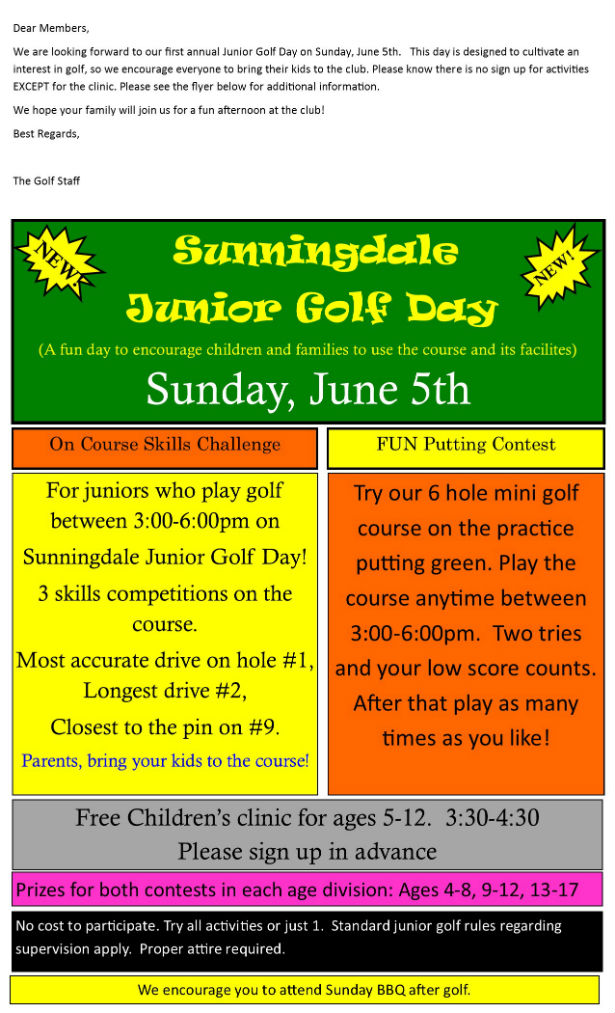 Dear Members,
We are looking forward to our first annual Junior Golf Day on Sunday, June 5th.   This day is designed to cultivate an
interest in golf, so we encourage everyone to bring their kids to the club. Please know there is no sign up for activities
EXCEPT for the clinic. Please see the flyer below for additional information.
We hope your family will join us for a fun afternoon at the club!
Best Regards,
The Golf Staff
NEW!
Sunningdale
NEW!
Junior Golf Day
(A fun day to encourage children and families to use the course and its facilites)
Sunday, June 5th
On Course Skills Challenge
For juniors who play golf
between 3:00-6:00pm on
Sunningdale Junior Golf Day!
3 skills competitions on the
course.
Most accurate drive on hole #1,
Longest drive #2,
Closest to the pin on #9.
Parents, bring your kids to the course!
FUN Putting Contest
Try our 6 hole mini golf
course on the practice
putting green. Play the
course anytime between
3:00-6:00pm.  Two tries
and your low score counts.
After that play as many
times as you like!
Free Children's clinic for ages 5-12.  3:30-4:30
Please sign up in advance
Prizes for both contests in each age division: Ages 4-8, 9-12, 13-17
No cost to participate. Try all activities or just 1.  Standard junior golf rules regarding
supervision apply.  Proper attire required.
We encourage you to attend Sunday BBQ after golf.